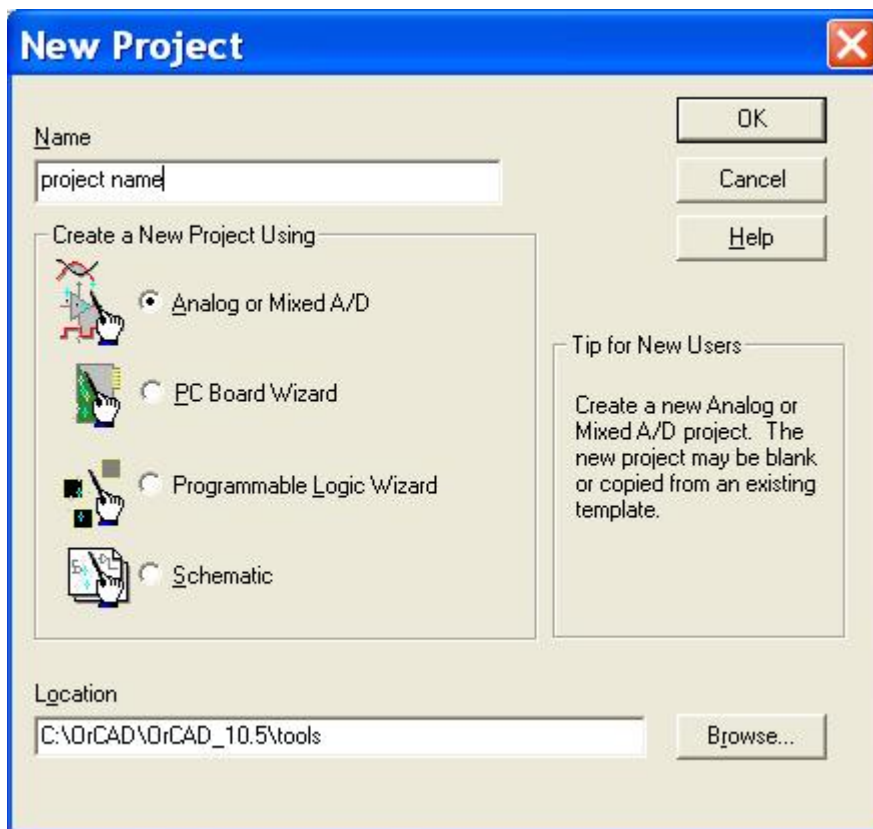 New Project
Name
project name
OK
Cancel
Help
Create a New Project Using
Analog or Mixed A/D
PC Board Wizard
Programmable Logic Wizard
Schematic
Tip for New Users
Create a new Analog or
Mixed A/D project. The
new project may be blank
or copied from an existing
template.
Location
C:\OrCAD\OrCAD_10.5\tools
Browse...